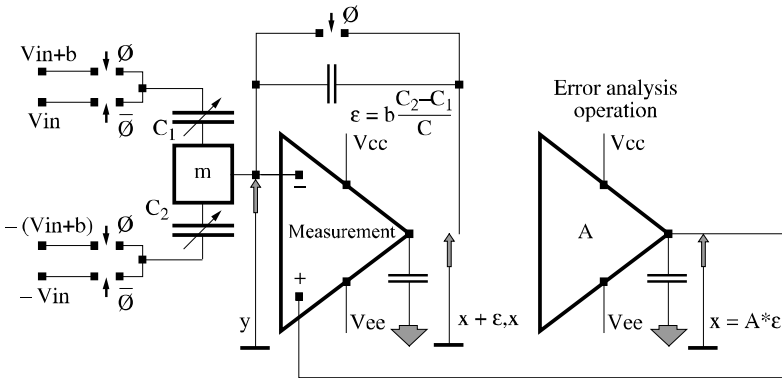 Vin+b
Ø
Vin
Ø̅
C1
m
C2
– (Vin+b)
Ø
– Vin
Ø̅
Ø
ε = b (C2–C1)/C
Vcc
–
Measurement
+
Vee
y
x + ε,x
Error analysis
operation
Vcc
A
Vee
x = A*ε